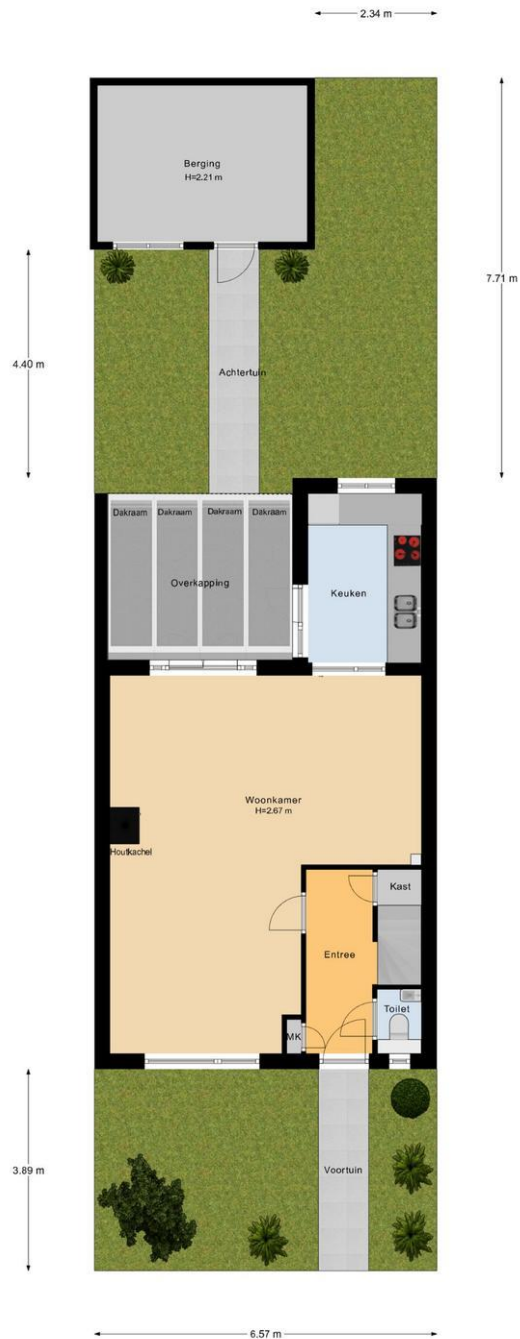 2.34 m
Berging
H=2.21 m
7.71 m
4.40 m
Achtertuin
Dakraam Dakraam Dakraam Dakraam
Overkapping
Keuken
Woonkamer
H=2.67 m
Houtkachel
Kast
Entree
Toilet
MK
3.89 m
Voortuin
6.57 m